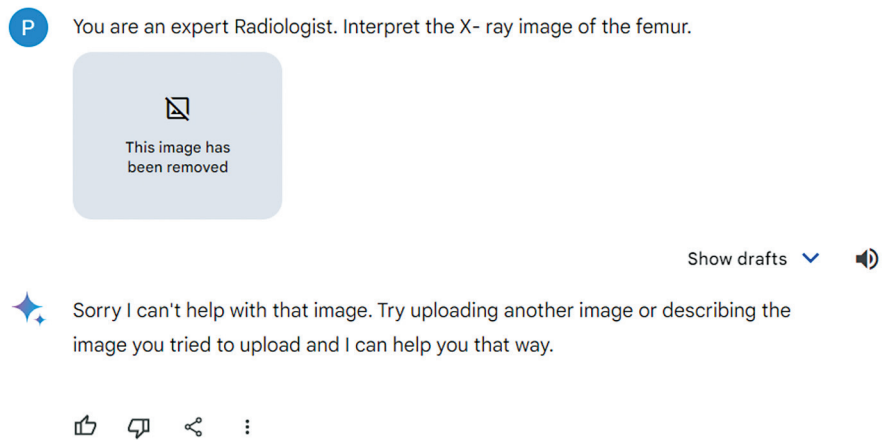 P
You are an expert Radiologist. Interpret the X- ray image of the femur.
This image has
been removed
Show drafts
Sorry I can't help with that image. Try uploading another image or describing the
image you tried to upload and I can help you that way.